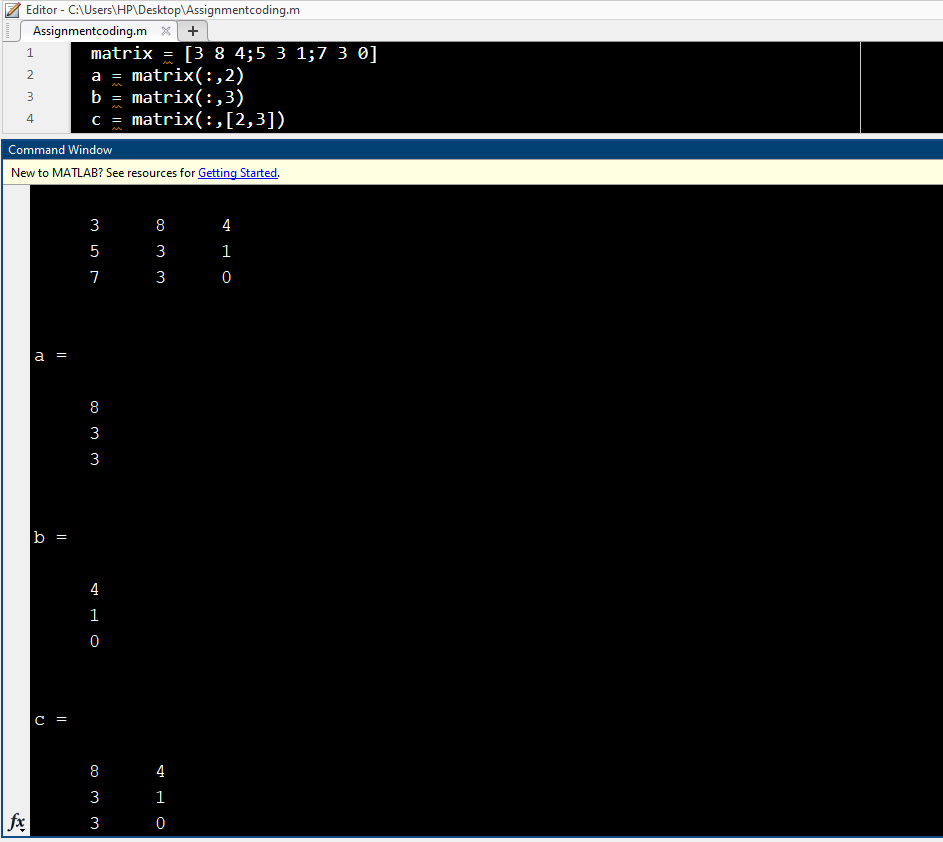 Editor - C:\Users\HP\Desktop\Assignmentcoding.m
Assignmentcoding.m
1 matrix = [3 8 4;5 3 1;7 3 0]
2 a = matrix(:,2)
3 b = matrix(:,3)
4 c = matrix(:,[2,3])
Command Window
New to MATLAB? See resources for Getting Started.
3 8 4
5 3 1
7 3 0
a =
8
3
3
b =
4
1
0
c =
8 4
3 1
3 0
fx